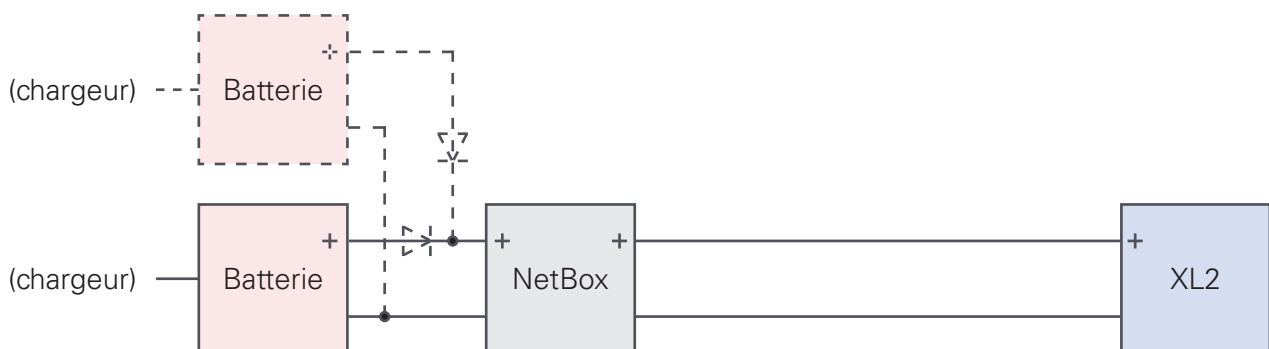 +
(chargeur) Batterie
+ + + +
(chargeur) Batterie NetBox XL2